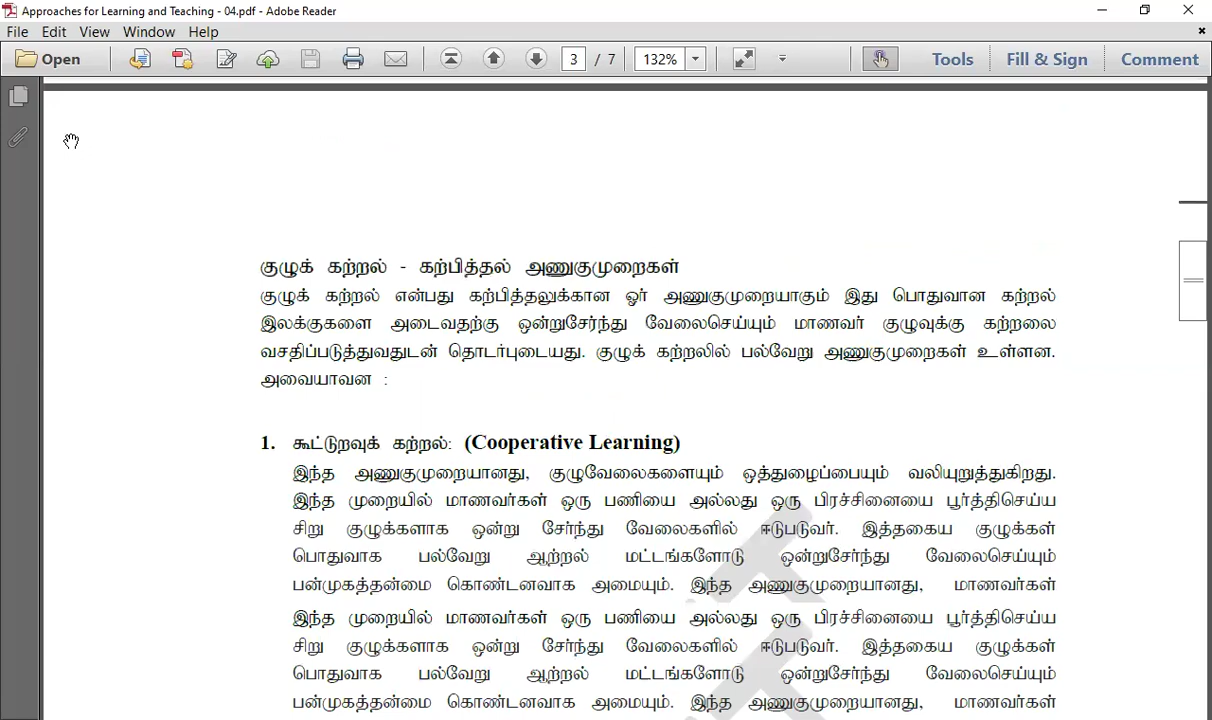 Approaches for Learning and Teaching - 04.pdf - Adobe Reader
File Edit View Window Help
Open 3 / 7 132% Tools Fill & Sign Comment
குழுக் கற்றல் - கற்பித்தல் அணுகுமுறைகள்
குழுக் கற்றல் என்பது கற்பித்தலுக்கான ஓர் அணுகுமுறையாகும் இது பொதுவான கற்றல்
இலக்குகளை அடைவதற்கு ஒன்றுசேர்ந்து வேலைசெய்யும் மாணவர் குழுவுக்கு கற்றலை
வசதிப்படுத்துவதுடன் தொடர்புடையது. குழுக் கற்றலில் பல்வேறு அணுகுமுறைகள் உள்ளன.
அவையாவன :
1. கூட்டுறவுக் கற்றல்: (Cooperative Learning)
இந்த அணுகுமுறையானது, குழுவேலைகளையும் ஒத்துழைப்பையும் வலியுறுத்துகிறது.
இந்த முறையில் மாணவர்கள் ஒரு பணியை அல்லது ஒரு பிரச்சினையை பூர்த்திசெய்ய
சிறு குழுக்களாக ஒன்று சேர்ந்து வேலைகளில் ஈடுபடுவர். இத்தகைய குழுக்கள்
பொதுவாக பல்வேறு ஆற்றல் மட்டங்களோடு ஒன்றுசேர்ந்து வேலைசெய்யும்
பன்முகத்தன்மை கொண்டனவாக அமையும். இந்த அணுகுமுறையானது, மாணவர்கள்
இந்த முறையில் மாணவர்கள் ஒரு பணியை அல்லது ஒரு பிரச்சினையை பூர்த்திசெய்ய
சிறு குழுக்களாக ஒன்று சேர்ந்து வேலைகளில் ஈடுபடுவர். இத்தகைய குழுக்கள்
பொதுவாக பல்வேறு ஆற்றல் மட்டங்களோடு ஒன்றுசேர்ந்து வேலைசெய்யும்
பன்முகத்தன்மை கொண்டனவாக அமையும். இந்த அணுகுமுறையானது, மாணவர்கள்